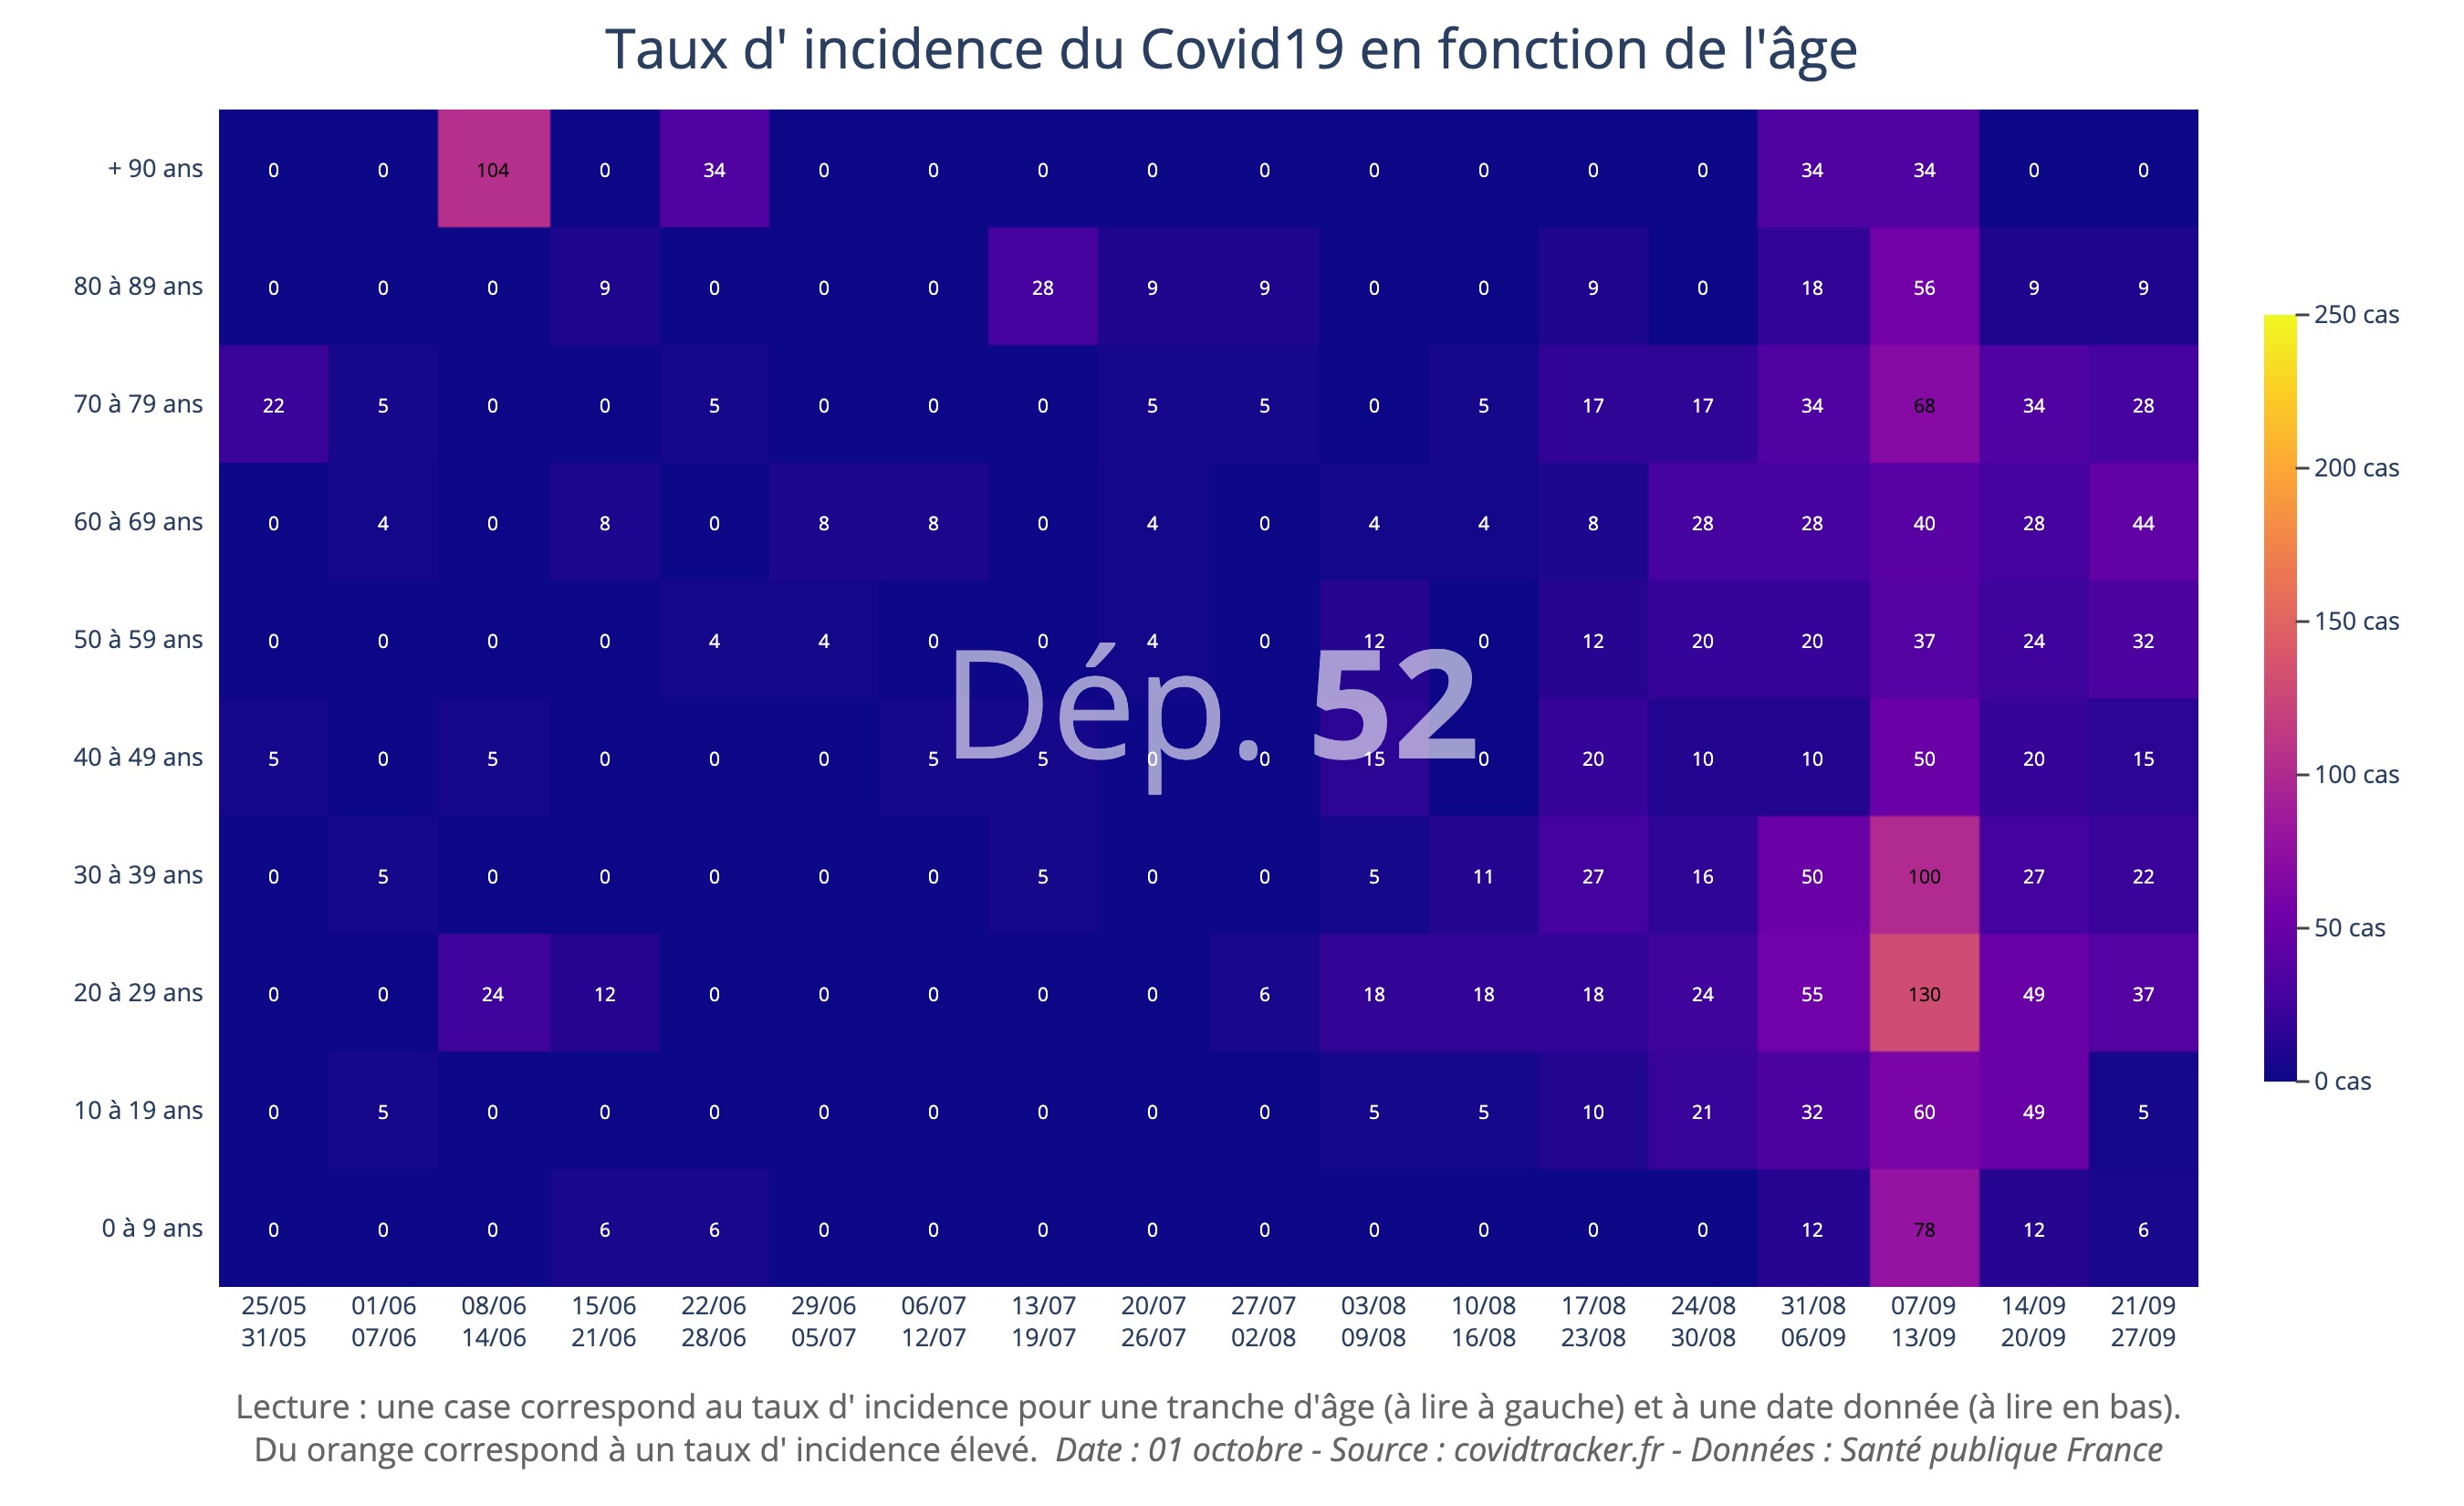 Taux d' incidence du Covid19 en fonction de l'âge
+ 90 ans 0 0 104 0 34 0 0 0 0 0 0 0 0 0 34 34 0 0
80 à 89 ans 0 0 0 9 0 0 0 28 9 9 0 0 9 0 18 56 9 9
250 cas
70 à 79 ans 22 5 0 0 5 0 0 0 5 5 0 5 17 17 34 68 34 28
200 cas
60 à 69 ans 0 4 0 8 0 8 8 0 4 0 4 4 8 28 28 40 28 44
150 cas
50 à 59 ans 0 0 0 0 4 4 0 0 4 0 12 0 12 20 20 37 24 32
Dép. 52
40 à 49 ans 5 0 5 0 0 0 5 5 0 0 15 0 20 10 10 50 20 15
100 cas
30 à 39 ans 0 5 0 0 0 0 0 5 0 0 5 11 27 16 50 100 27 22
50 cas
20 à 29 ans 0 0 24 12 0 0 0 0 0 6 18 18 18 24 55 130 49 37
0 cas
10 à 19 ans 0 5 0 0 0 0 0 0 0 0 5 5 10 21 32 60 49 5
0 à 9 ans 0 0 0 6 6 0 0 0 0 0 0 0 0 0 12 78 12 6
25/05 01/06 08/06 15/06 22/06 29/06 06/07 13/07 20/07 27/07 03/08 10/08 17/08 24/08 31/08 07/09 14/09 21/09
31/05 07/06 14/06 21/06 28/06 05/07 12/07 19/07 26/07 02/08 09/08 16/08 23/08 30/08 06/09 13/09 20/09 27/09
Lecture : une case correspond au taux d' incidence pour une tranche d'âge (à lire à gauche) et à une date donnée (à lire en bas).
Du orange correspond à un taux d' incidence élevé. Date : 01 octobre - Source : covidtracker.fr - Données : Santé publique France